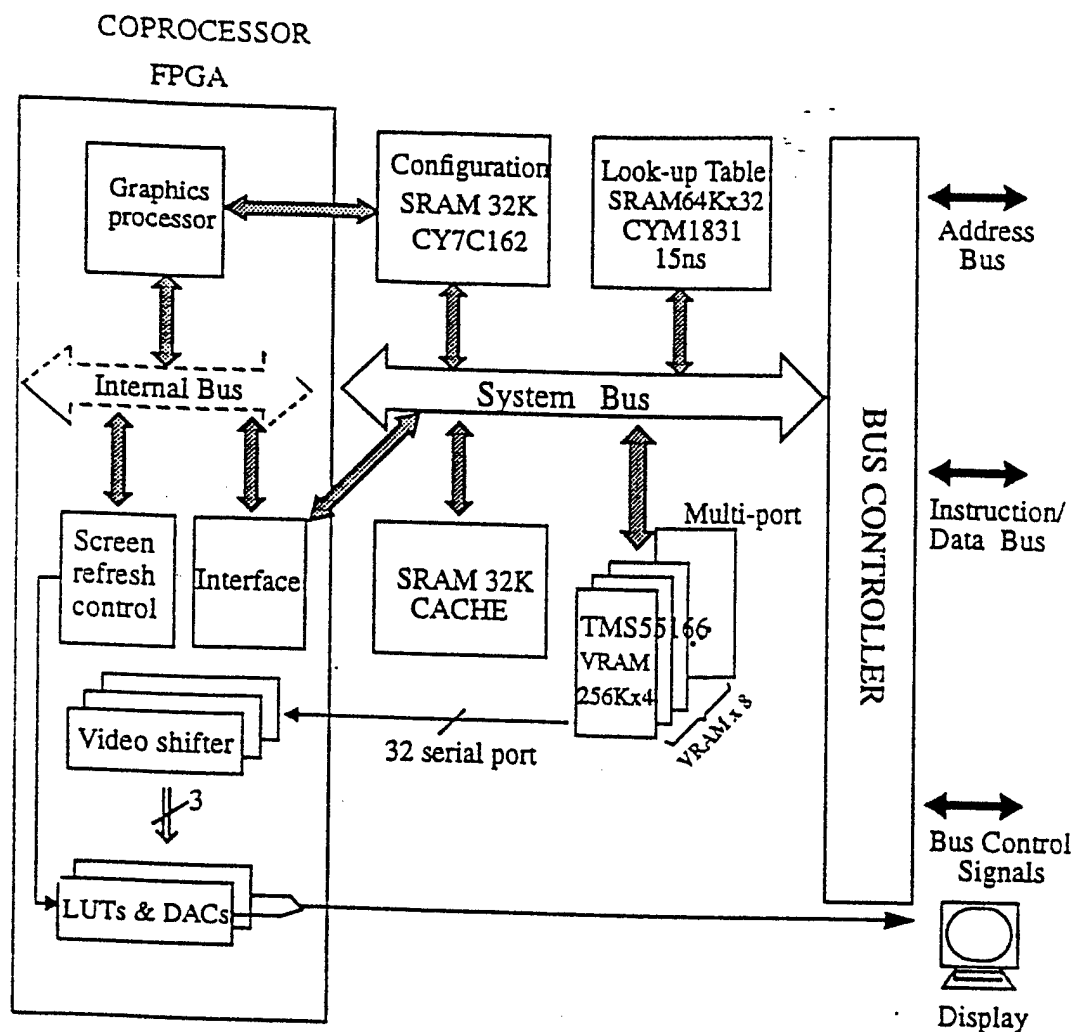 COPROCESSOR
FPGA
Graphics
processor
Configuration
SRAM 32K
CY7C162
Look-up Table
SRAM64Kx32
CYM1831
15ns
Address
Bus
Internal Bus
System Bus
BUS CONTROLLER
Instruction/
Data Bus
Screen
refresh
control
Interface
SRAM 32K
CACHE
Multi-port
TMS55166
VRAM
256Kx4
VRAM x 8
Video shifter
32 serial port
3
LUTs & DACs
Bus Control
Signals
Display